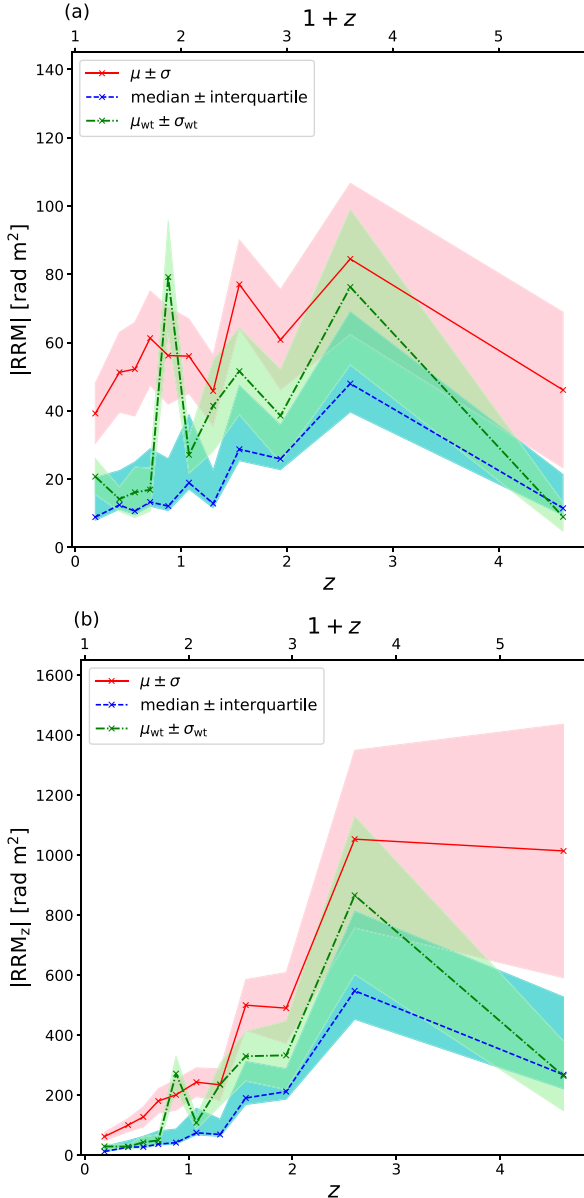 (a)
1+z
1 2 3 4 5
|RRM| [rad m²]
140
120
100
80
60
40
20
0
μ ± σ
median ± interquartile
μwt ± σwt
0 1 2 3 4
z
(b)
1+z
1 2 3 4 5
|RRMz| [rad m²]
1600
1400
1200
1000
800
600
400
200
0
μ ± σ
median ± interquartile
μwt ± σwt
0 1 2 3 4
z